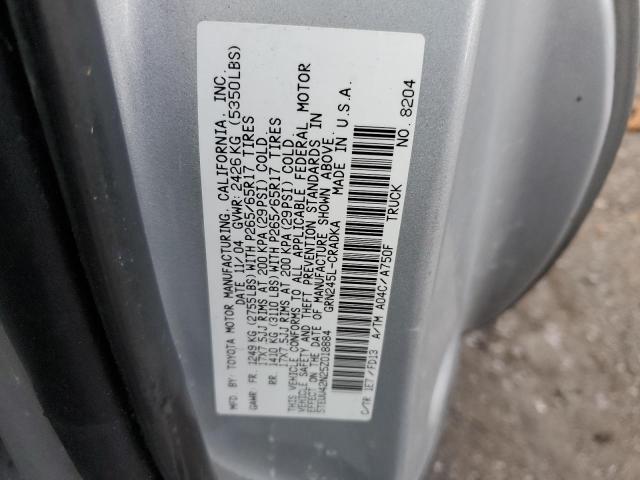 MFD. BY: TOYOTA MOTOR MANUFACTURING, CALIFORNIA, INC.
DATE: 11/04 GVWR: 2426 KG (5350LBS)
GAWR: FR. 1249 KG (2755LBS) WITH P265/65R17 TIRES
17X7.5JJ RIMS AT 200 KPA (29PSI) COLD
RR. 1410 KG (3110 LBS) WITH P265/65R17 TIRES
17X7.5JJ RIMS AT 200 KPA (29PSI) COLD
THIS VEHICLE CONFORMS TO ALL APPLICABLE FEDERAL MOTOR
VEHICLE SAFETY AND THEFT PREVENTION STANDARDS IN
EFFECT ON THE DATE OF MANUFACTURE SHOWN ABOVE.
GRN245L-CRADKA MADE IN U.S.A.
TRUCK
C/TR 1E7/FD13 A/TM A04C/A750F
NO. 8204